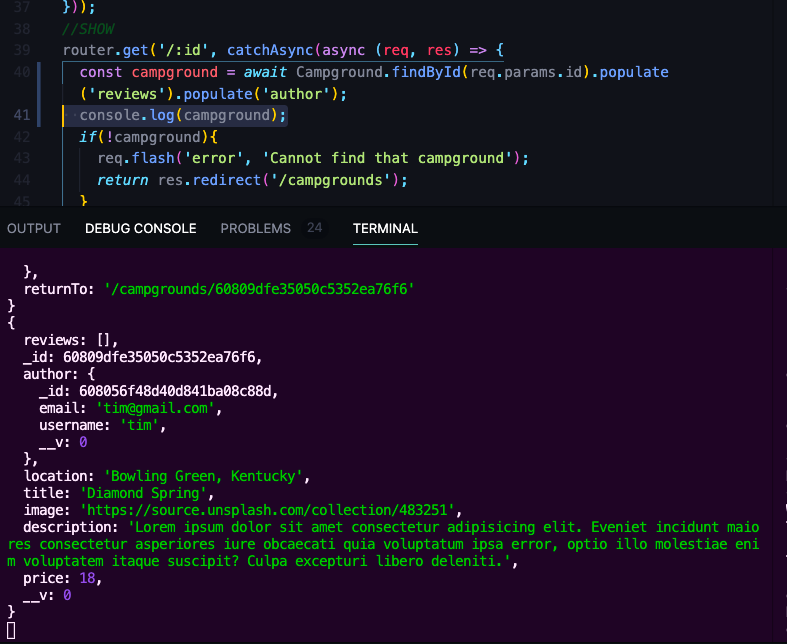 37 }));
38 //SHOW
39 router.get('/:id', catchAsync(async (req, res) => {
40 const campground = await Campground.findById(req.params.id).populate
('reviews').populate('author');
41 console.log(campground);
42 if(!campground){
43 req.flash('error', 'Cannot find that campground');
44 return res.redirect('/campgrounds');
45 }
OUTPUT DEBUG CONSOLE PROBLEMS 24 TERMINAL
},
returnTo: '/campgrounds/60809dfe35050c5352ea76f6'
}
{
reviews: [],
_id: 60809dfe35050c5352ea76f6,
author: {
_id: 608056f48d40d841ba08c88d,
email: 'tim@gmail.com',
username: 'tim',
__v: 0
},
location: 'Bowling Green, Kentucky',
title: 'Diamond Spring',
image: 'https://source.unsplash.com/collection/483251',
description: 'Lorem ipsum dolor sit amet consectetur adipisicing elit. Eveniet incidunt maio
res consectetur asperiores iure obcaecati quia voluptatum ipsa error, optio illo molestiae eni
m voluptatem itaque suscipit? Culpa excepturi libero deleniti.',
price: 18,
__v: 0
}